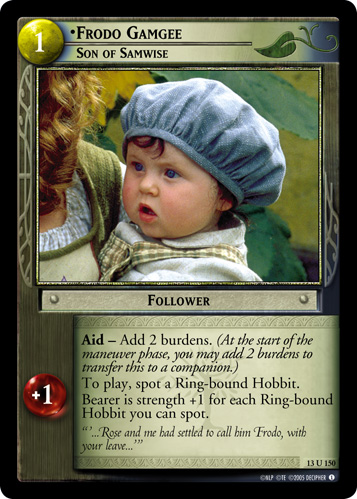 1
•Frodo Gamgee
Son of Samwise
Follower
Aid – Add 2 burdens. (At the start of the
maneuver phase, you may add 2 burdens to
transfer this to a companion.)
To play, spot a Ring-bound Hobbit.
+1
Bearer is strength +1 for each Ring-bound
Hobbit you can spot.
“‘...Rose and me had settled to call him Frodo, with
your leave...’”
13 U 150
©NLP ©TE ©2005 DECIPHER